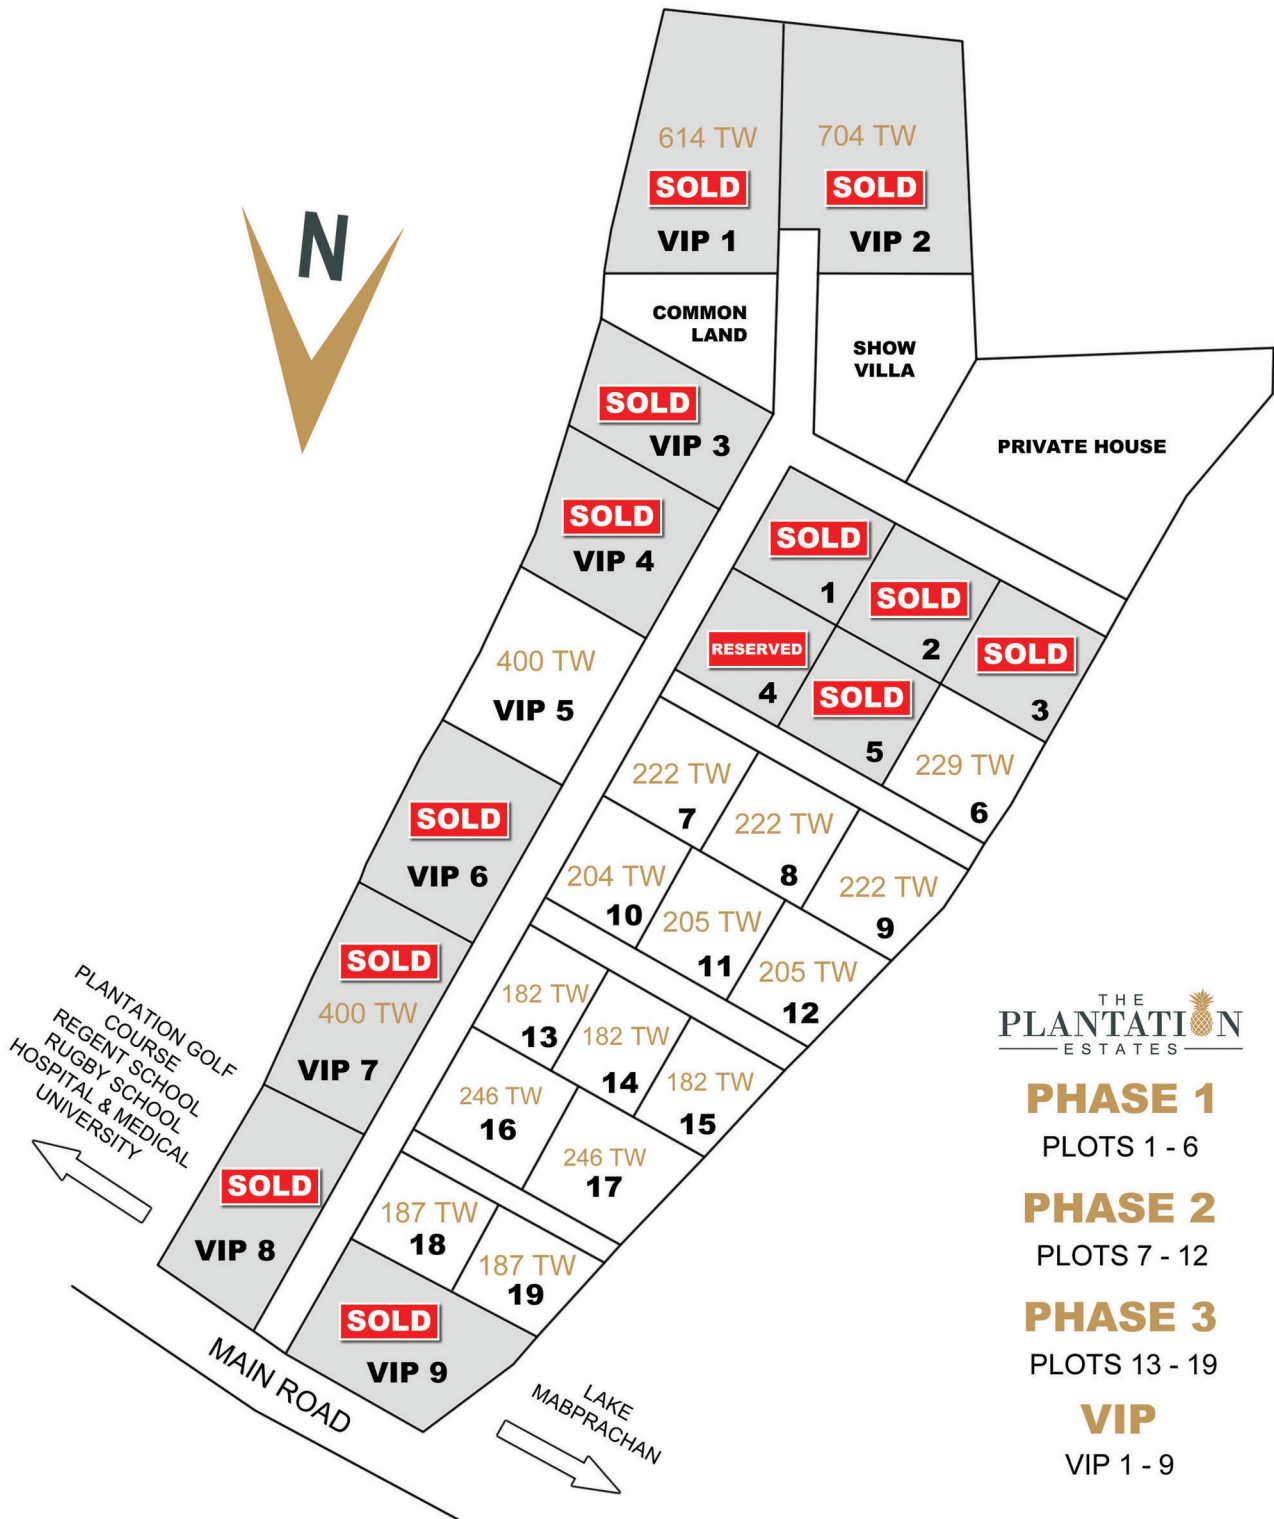 614 TW
SOLD
VIP 1
704 TW
SOLD
VIP 2
N
COMMON
LAND
SHOW
VILLA
PRIVATE HOUSE
SOLD
VIP 3
SOLD
VIP 4
400 TW
VIP 5
SOLD
VIP 6
SOLD
400 TW
VIP 7
SOLD
VIP 8
SOLD
1
SOLD
2
SOLD
3
RESERVED
4
SOLD
5
229 TW
6
222 TW
7
222 TW
8
222 TW
9
204 TW
10
205 TW
11
205 TW
12
182 TW
13
182 TW
14
182 TW
15
246 TW
16
246 TW
17
187 TW
18
187 TW
19
SOLD
VIP 9
PLANTATION GOLF
COURSE
REGENT SCHOOL
RUGBY SCHOOL
HOSPITAL & MEDICAL
UNIVERSITY
MAIN ROAD
LAKE
MABPRACHAN
THE
PLANTATION
ESTATES
PHASE 1
PLOTS 1 - 6
PHASE 2
PLOTS 7 - 12
PHASE 3
PLOTS 13 - 19
VIP
VIP 1 - 9